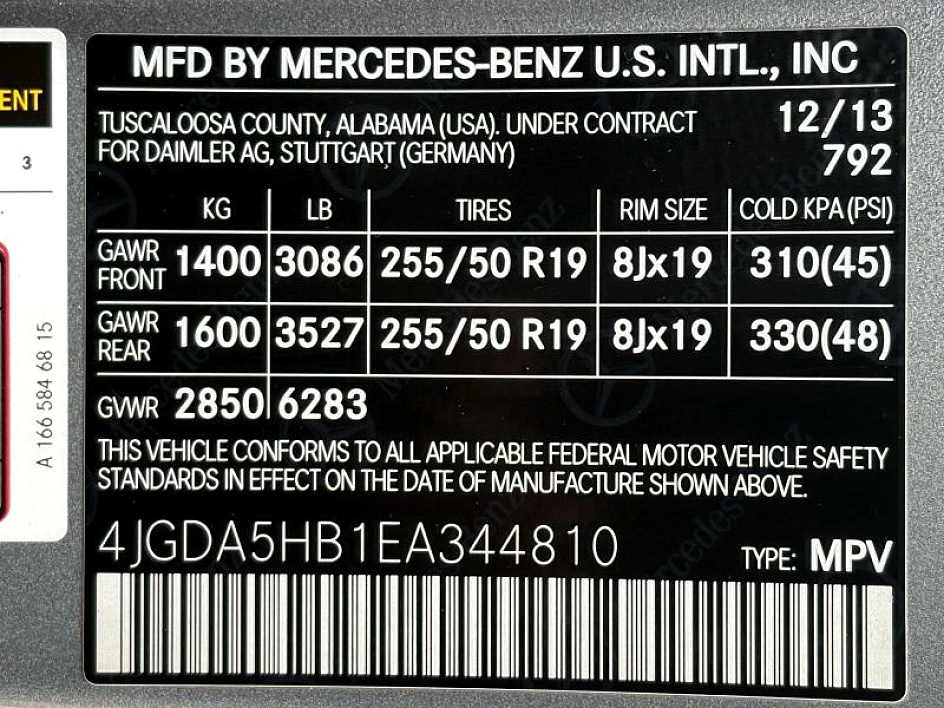 ENT
3
A 166 584 68 15
MFD BY MERCEDES-BENZ U.S. INTL., INC
TUSCALOOSA COUNTY, ALABAMA (USA). UNDER CONTRACT 12/13
FOR DAIMLER AG, STUTTGART (GERMANY) 792
KG LB TIRES RIM SIZE COLD KPA (PSI)
GAWR FRONT 1400 3086 255/50 R19 8Jx19 310(45)
GAWR REAR 1600 3527 255/50 R19 8Jx19 330(48)
GVWR 2850 6283
THIS VEHICLE CONFORMS TO ALL APPLICABLE FEDERAL MOTOR VEHICLE SAFETY
STANDARDS IN EFFECT ON THE DATE OF MANUFACTURE SHOWN ABOVE.
4JGDA5HB1EA344810 TYPE: MPV